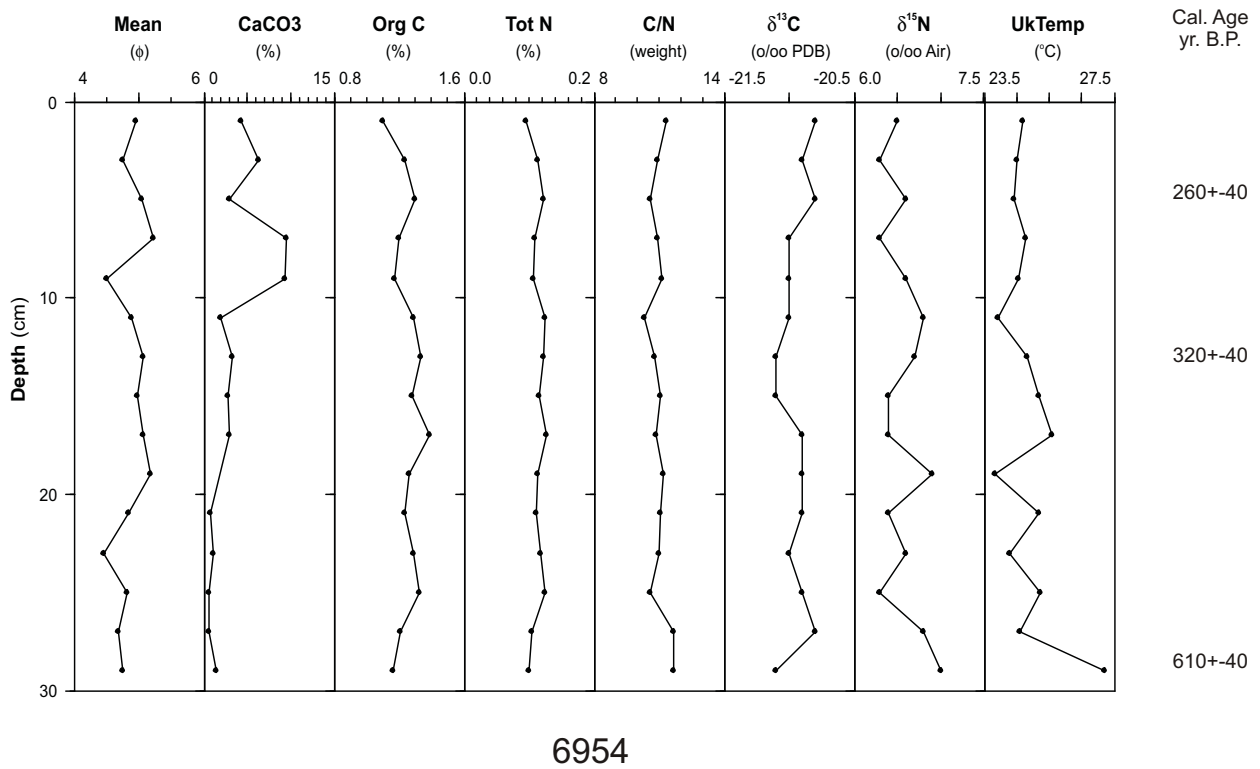 Mean CaCO3 Org C Tot N C/N δ¹³C δ¹⁵N UkTemp Cal. Age
(ϕ) (%) (%) (%) (weight) (o/oo PDB) (o/oo Air) (°C) yr. B.P.
4 6 0 15 0.8 1.6 0.0 0.2 8 14 -21.5 -20.5 6.0 7.5 23.5 27.5
0
260+-40
10
Depth (cm)
320+-40
20
610+-40
30
6954